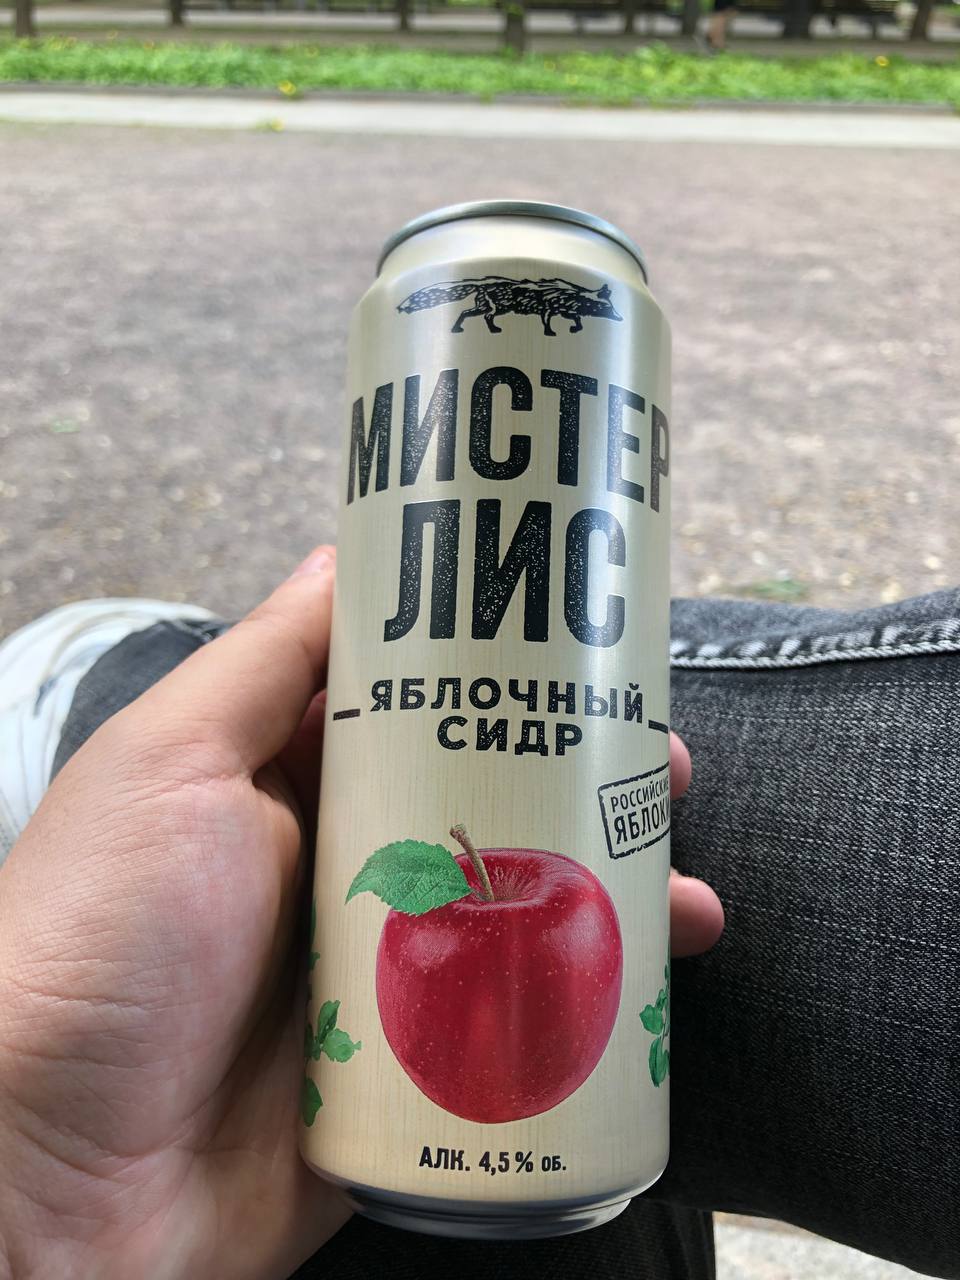 МИСТЕР
ЛИС
ЯБЛОЧНЫЙ
СИДР
РОССИЙСКИЕ
ЯБЛОКИ
АЛК. 4,5% ОБ.